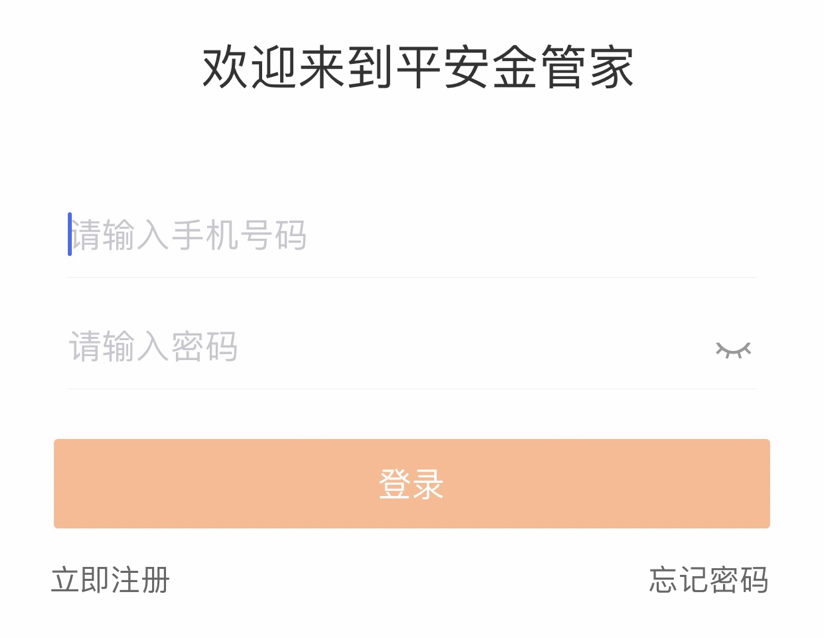 欢迎来到平安金管家
请输入手机号码
请输入密码
登录
立即注册 忘记密码